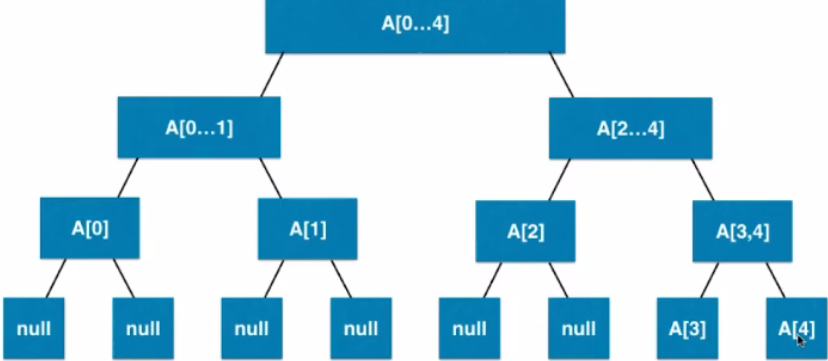 A[0...4]
A[0...1]
A[2...4]
A[0]
A[1]
A[2]
A[3,4]
null
null
null
null
null
null
A[3]
A[4]